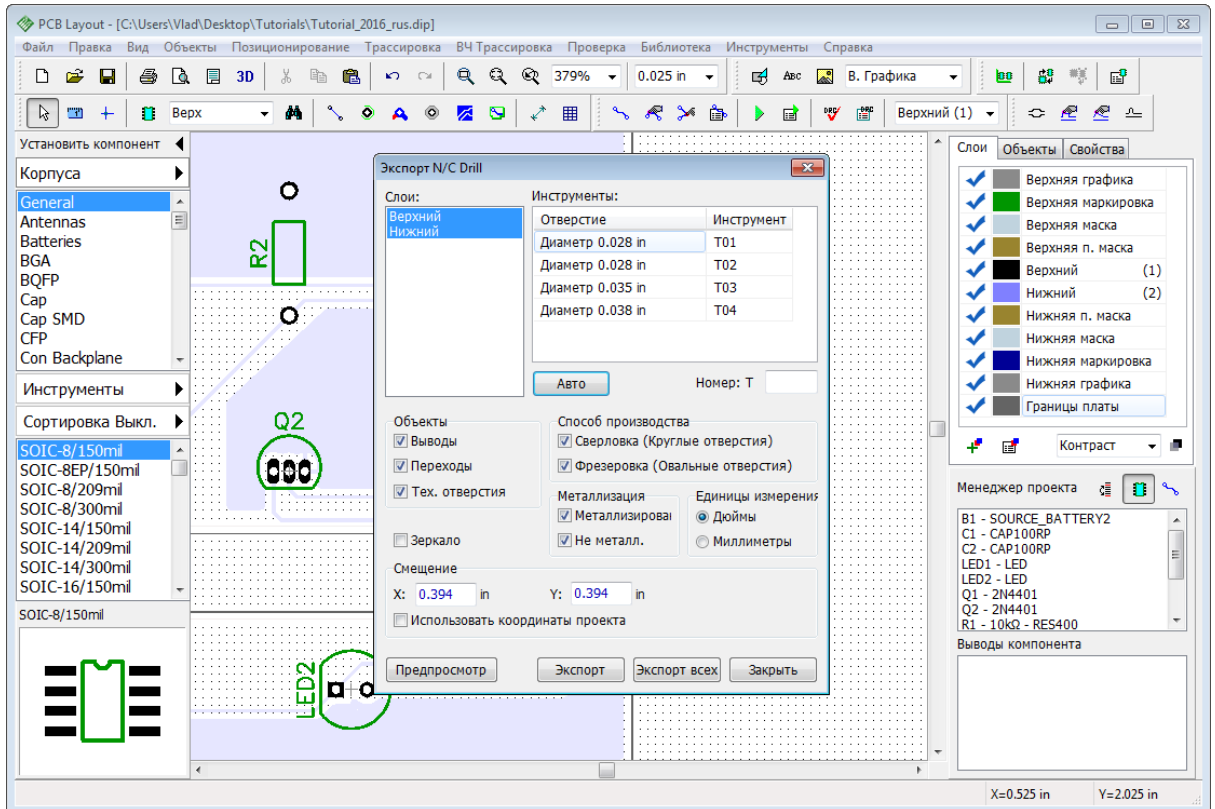 PCB Layout - [C:\Users\Vlad\Desktop\Tutorials\Tutorial_2016_rus.dip]
Файл Правка Вид Объекты Позиционирование Трассировка ВЧ Трассировка Проверка Библиотека Инструменты Справка
3D 379% 0.025 in ABC В. Графика
Верх DRC DRC Верхний (1)
Установить компонент
Корпуса
General
Antennas
Batteries
BGA
BQFP
Cap
Cap SMD
CFP
Con Backplane
Инструменты
Сортировка Выкл.
SOIC-8/150mil
SOIC-8EP/150mil
SOIC-8/209mil
SOIC-8/300mil
SOIC-14/150mil
SOIC-14/209mil
SOIC-14/300mil
SOIC-16/150mil
SOIC-8/150mil
R2
Q2
LED2
Экспорт N/C Drill
Слои:
Верхний
Нижний
Инструменты:
Отверстие Инструмент
Диаметр 0.028 in T01
Диаметр 0.028 in T02
Диаметр 0.035 in T03
Диаметр 0.038 in T04
Авто
Номер: T
Объекты
Выводы
Переходы
Тех. отверстия
Зеркало
Способ производства
Сверловка (Круглые отверстия)
Фрезеровка (Овальные отверстия)
Металлизация
Металлизирован
Не металл.
Единицы измерения
Дюймы
Миллиметры
Смещение
X: 0.394 in Y: 0.394 in
Использовать координаты проекта
Предпросмотр Экспорт Экспорт всех Закрыть
Слои Объекты Свойства
Верхняя графика
Верхняя маркировка
Верхняя маска
Верхняя п. маска
Верхний (1)
Нижний (2)
Нижняя п. маска
Нижняя маска
Нижняя маркировка
Нижняя графика
Границы платы
Контраст
Менеджер проекта
B1 - SOURCE_BATTERY2
C1 - CAP100RP
C2 - CAP100RP
LED1 - LED
LED2 - LED
Q1 - 2N4401
Q2 - 2N4401
R1 - 10kΩ - RES400
Выводы компонента
X=0.525 in Y=2.025 in